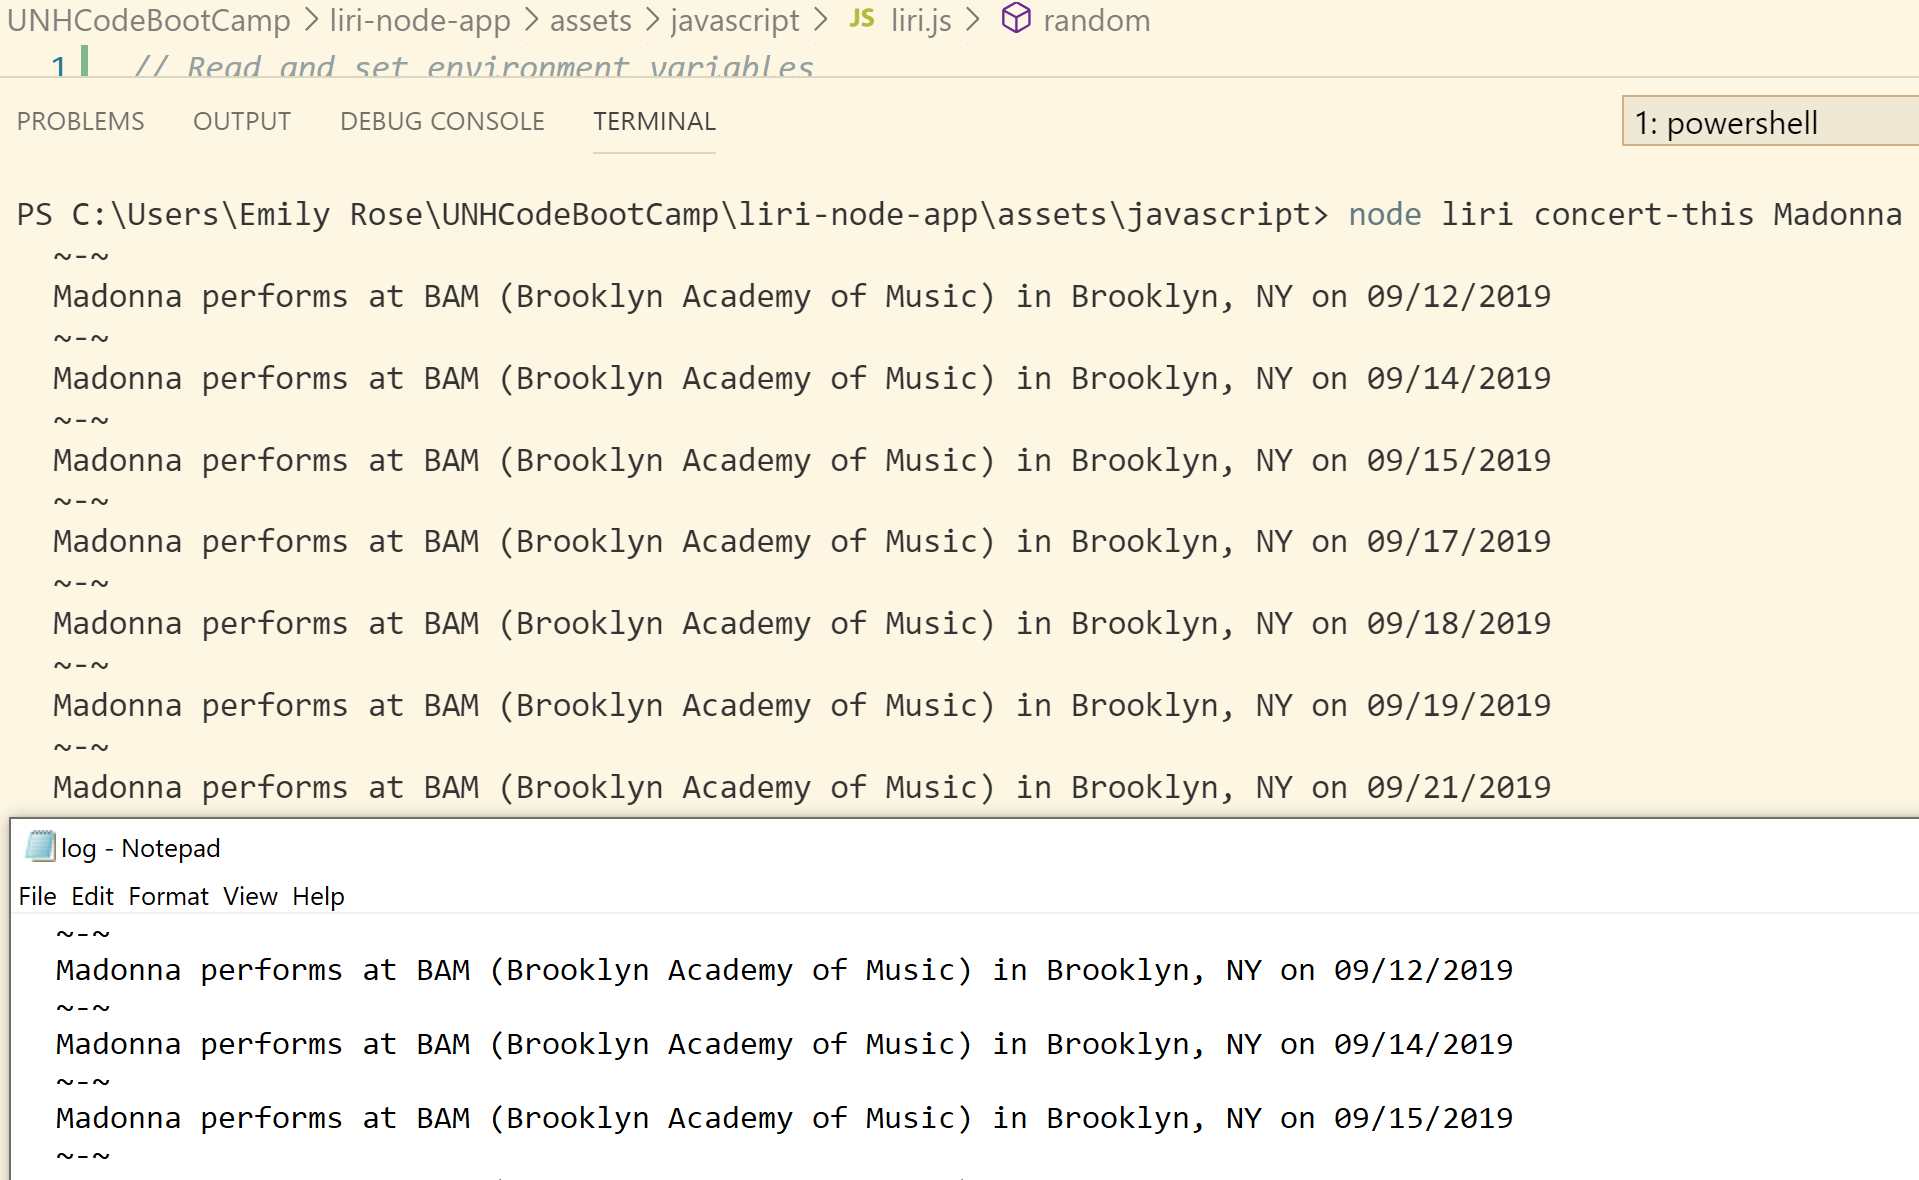 UNHCodeBootCamp > liri-node-app > assets > javascript > JS liri.js > random
1 // Read and set environment variables
PROBLEMS OUTPUT DEBUG CONSOLE TERMINAL 1: powershell
PS C:\Users\Emily Rose\UNHCodeBootCamp\liri-node-app\assets\javascript> node liri concert-this Madonna
~-~
Madonna performs at BAM (Brooklyn Academy of Music) in Brooklyn, NY on 09/12/2019
~-~
Madonna performs at BAM (Brooklyn Academy of Music) in Brooklyn, NY on 09/14/2019
~-~
Madonna performs at BAM (Brooklyn Academy of Music) in Brooklyn, NY on 09/15/2019
~-~
Madonna performs at BAM (Brooklyn Academy of Music) in Brooklyn, NY on 09/17/2019
~-~
Madonna performs at BAM (Brooklyn Academy of Music) in Brooklyn, NY on 09/18/2019
~-~
Madonna performs at BAM (Brooklyn Academy of Music) in Brooklyn, NY on 09/19/2019
~-~
Madonna performs at BAM (Brooklyn Academy of Music) in Brooklyn, NY on 09/21/2019
log - Notepad
File Edit Format View Help
~-~
Madonna performs at BAM (Brooklyn Academy of Music) in Brooklyn, NY on 09/12/2019
~-~
Madonna performs at BAM (Brooklyn Academy of Music) in Brooklyn, NY on 09/14/2019
~-~
Madonna performs at BAM (Brooklyn Academy of Music) in Brooklyn, NY on 09/15/2019
~-~